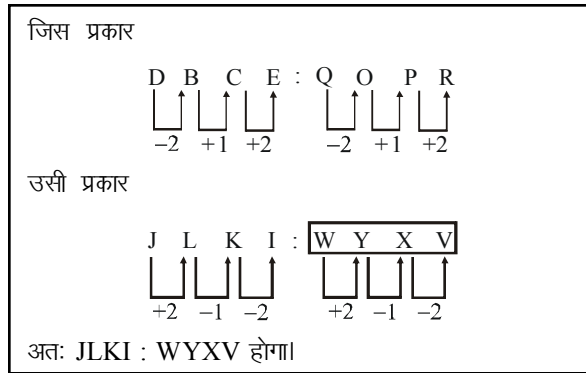 जिस प्रकार
D B C E : Q O P R
–2 +1 +2 –2 +1 +2
उसी प्रकार
J L K I : W Y X V
+2 –1 –2 +2 –1 –2
अतः JLKI : WYXV होगा।